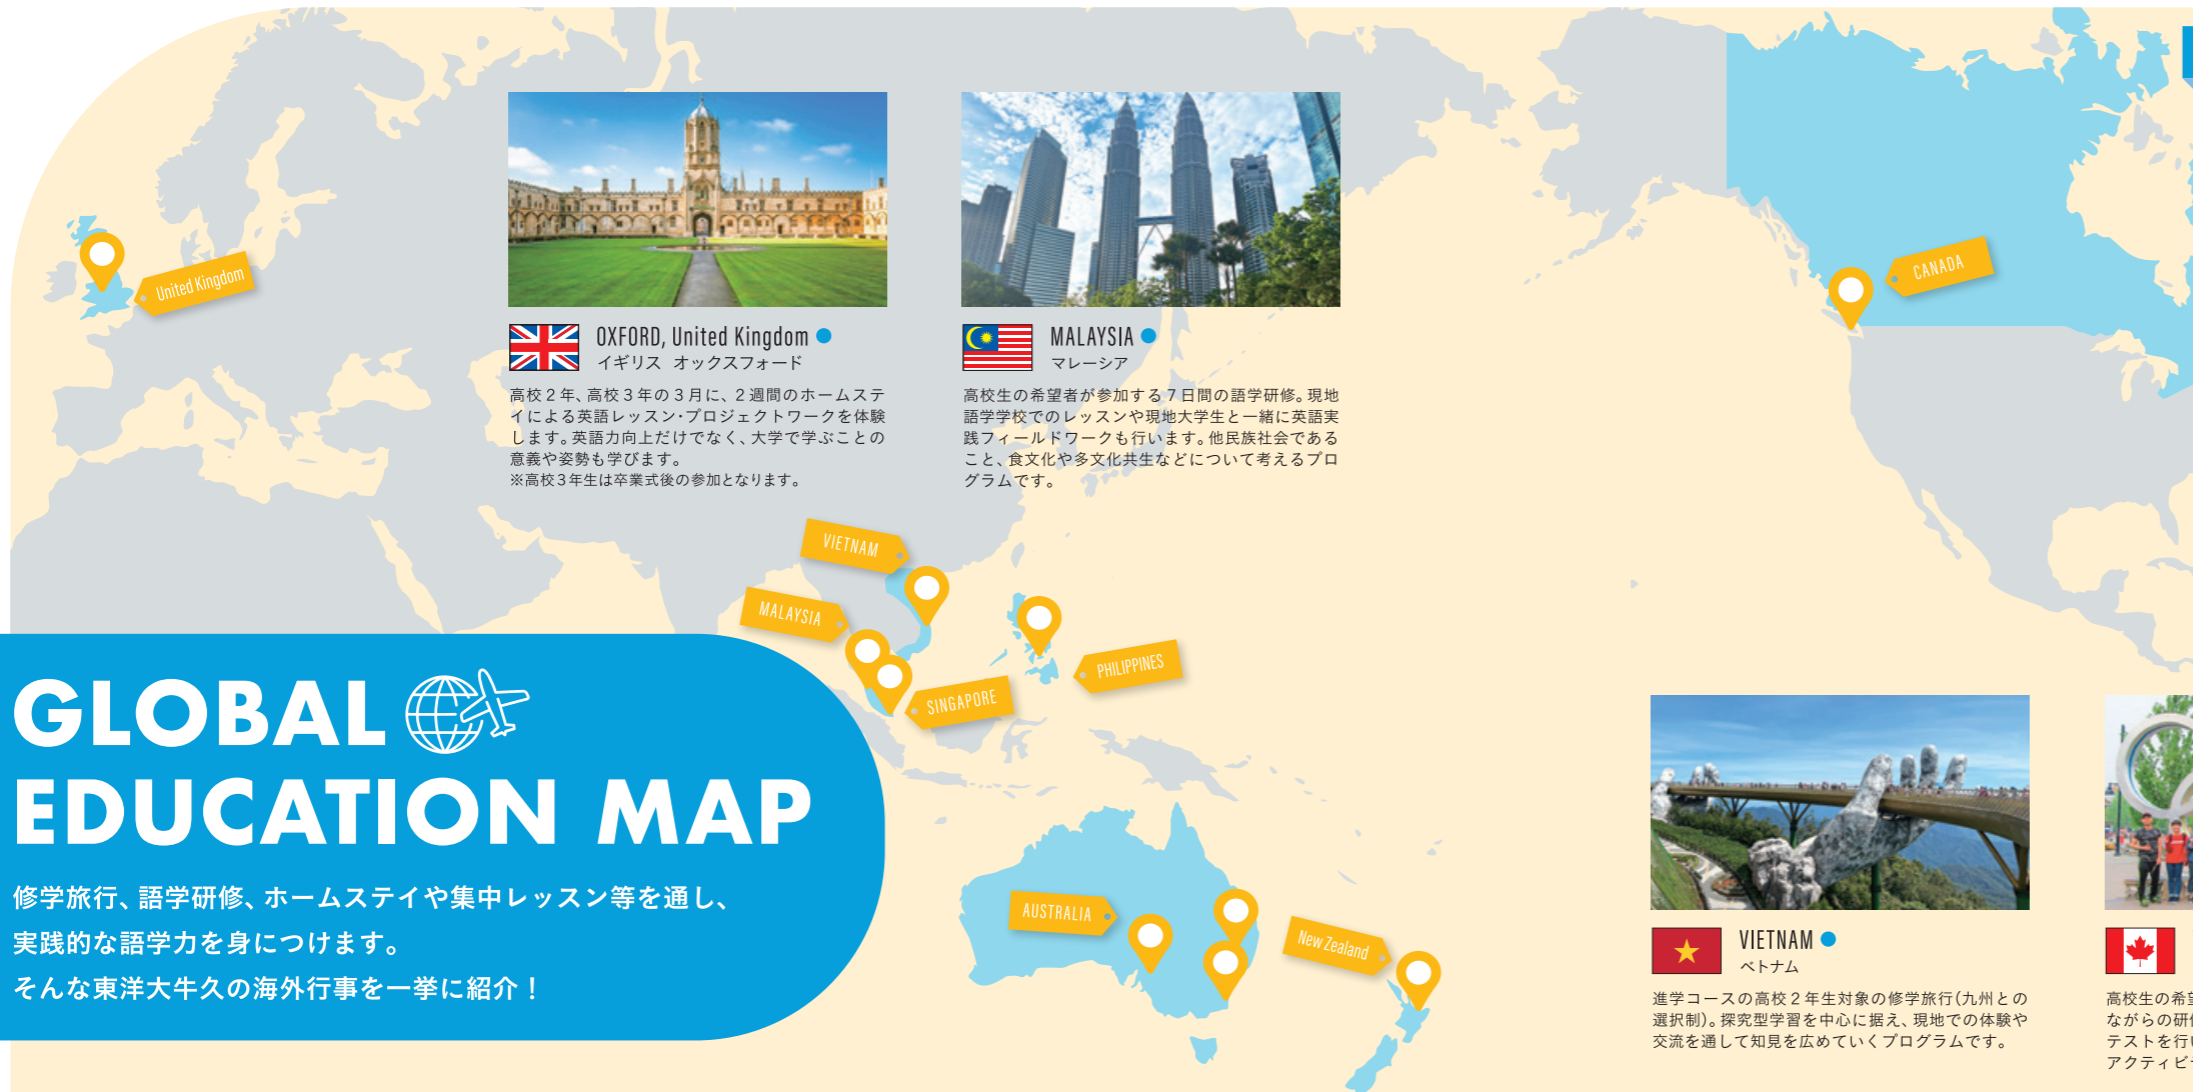 OXFORD, United Kingdom
イギリス オックスフォード
高校2年、高校3年の3月に、2週間のホームステ
イによる英語レッスン・プロジェクトワークを体験
します。英語力向上だけでなく、大学で学ぶことの
意義や姿勢も学びます。
※高校3年生は卒業式後の参加となります。
MALAYSIA
マレーシア
高校生の希望者が参加する7日間の語学研修。現地
語学学校でのレッスンや現地大学生と一緒に英語実
践フィールドワークも行います。他民族社会である
こと、食文化や多文化共生などについて考えるプロ
グラムです。
United Kingdom
CANADA
VIETNAM
MALAYSIA
SINGAPORE
PHILIPPINES
AUSTRALIA
New Zealand
GLOBAL
EDUCATION MAP
修学旅行、語学研修、ホームステイや集中レッスン等を通し、
実践的な語学力を身につけます。
そんな東洋大牛久の海外行事を一挙に紹介！
VIETNAM
ベトナム
進学コースの高校2年生対象の修学旅行(九州との
選択制)。探究型学習を中心に据え、現地での体験や
交流を通して知見を広めていくプログラムです。
高校生の希
ながらの研
テストを行
アクティビ